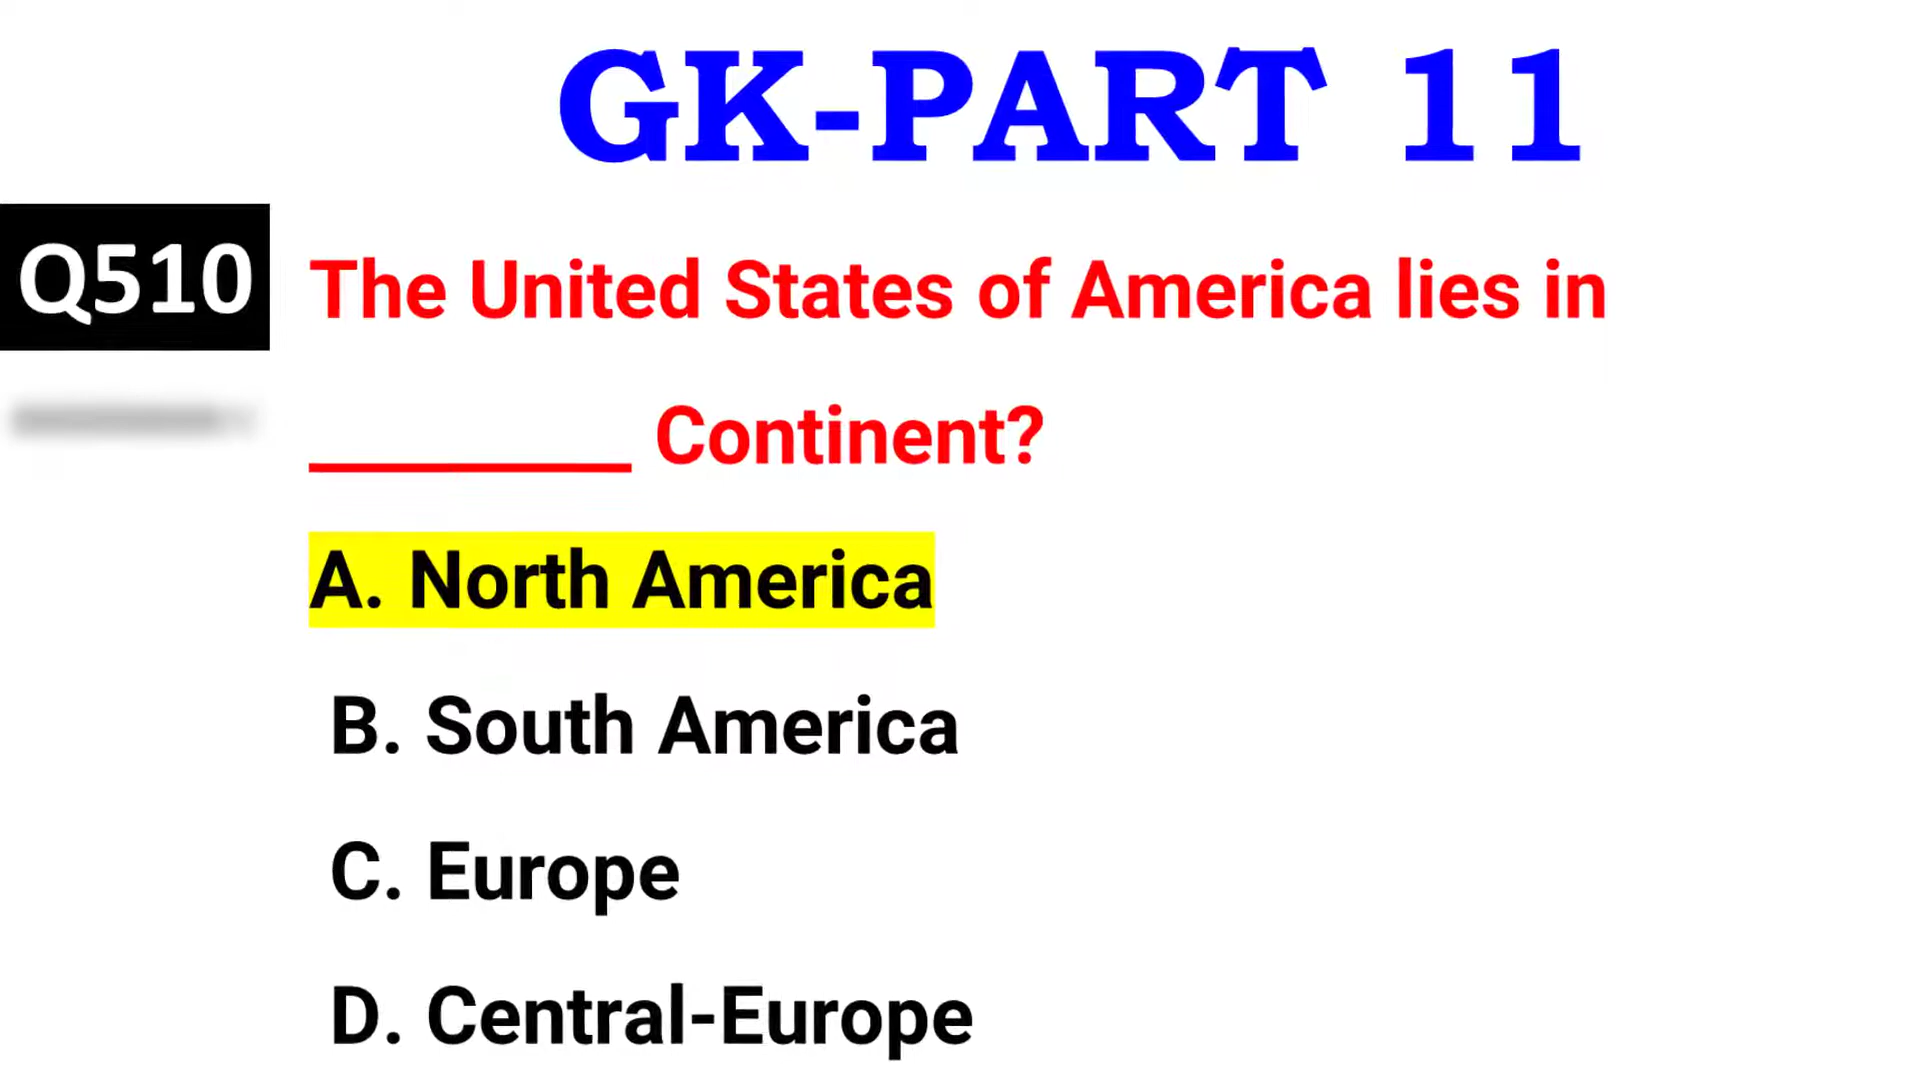 GK-PART 11
Q510 The United States of America lies in
________ Continent?
A. North America
B. South America
C. Europe
D. Central-Europe